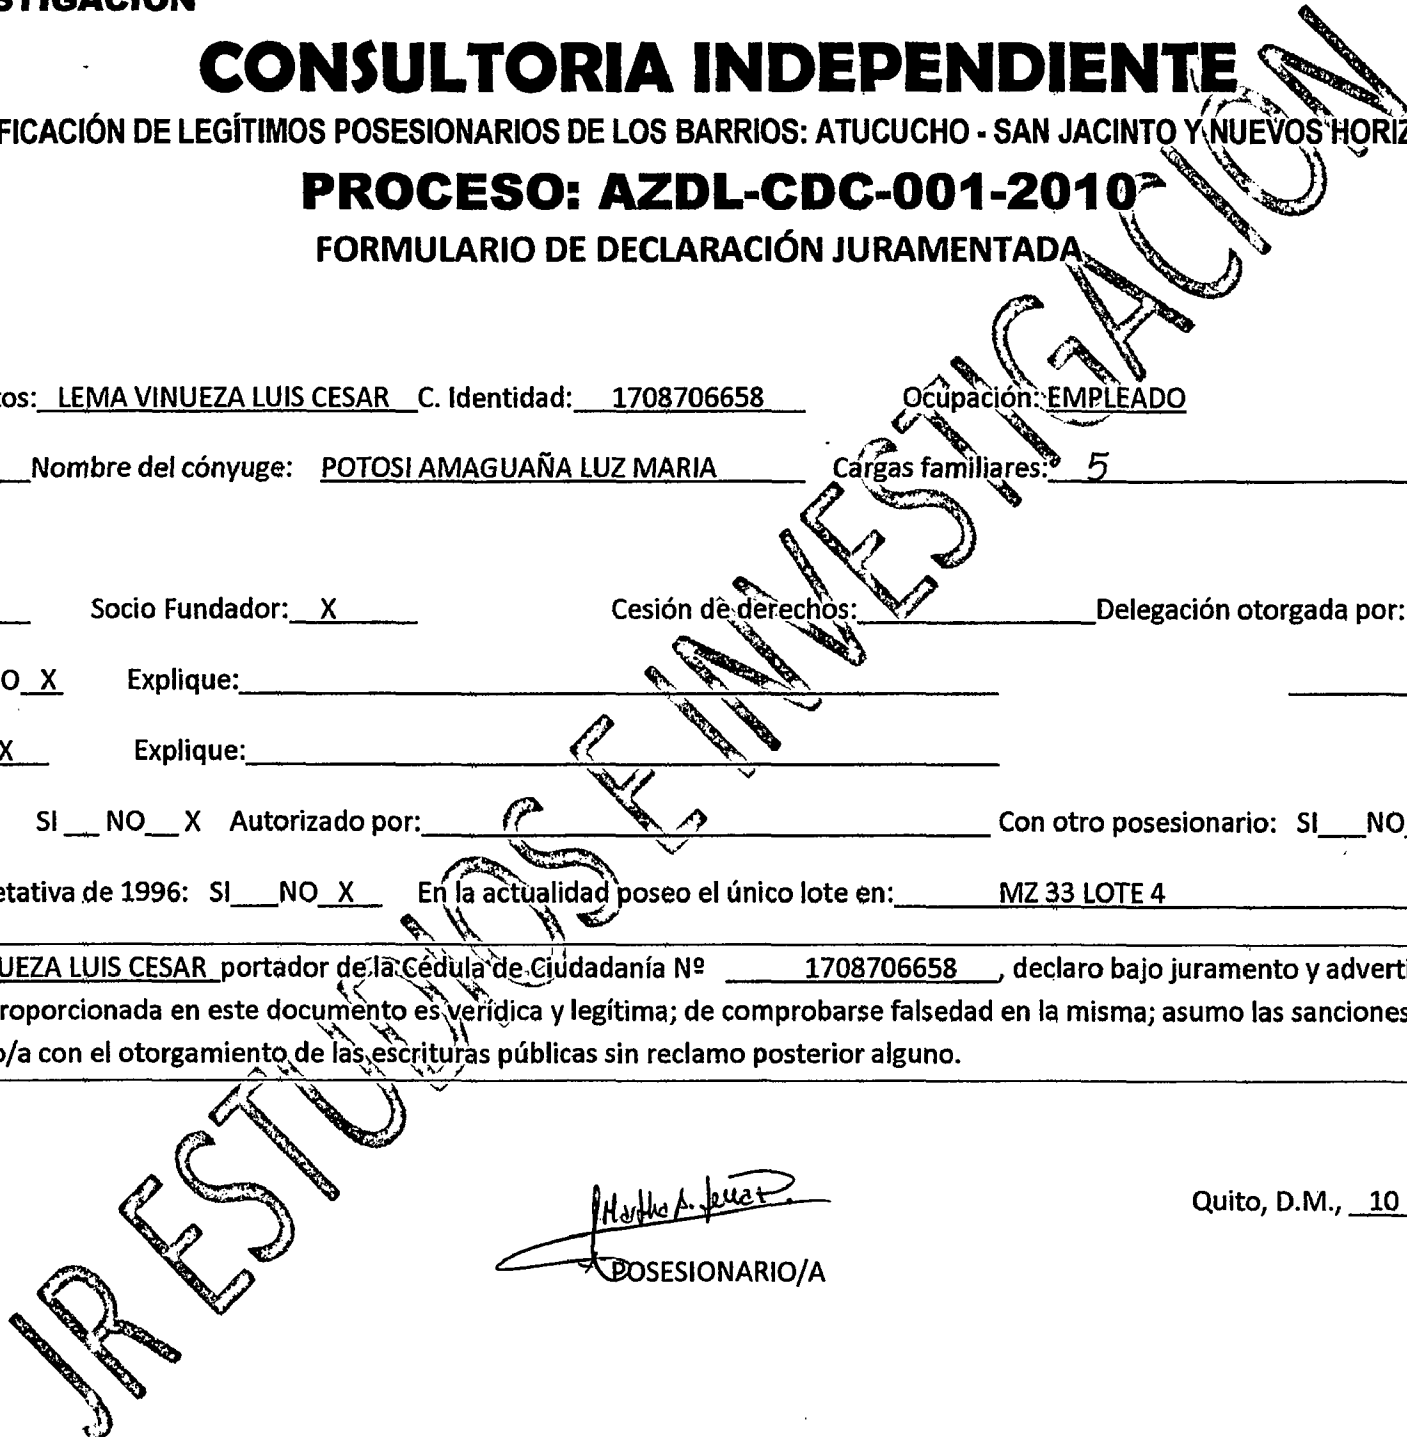 STIGACIÓN
CONSULTORIA INDEPENDIENTE
FICACIÓN DE LEGÍTIMOS POSESIONARIOS DE LOS BARRIOS: ATUCUCHO - SAN JACINTO Y NUEVOS HORIZ
PROCESO: AZDL-CDC-001-2010
FORMULARIO DE DECLARACIÓN JURAMENTADA
tos: LEMA VINUEZA LUIS CESAR C. Identidad: 1708706658 Ocupación: EMPLEADO
Nombre del cónyuge: POTOSI AMAGUAÑA LUZ MARIA Cargas familiares: 5
Socio Fundador: X Cesión de derechos: Delegación otorgada por:
O X Explique:
X Explique:
SI __ NO__ X Autorizado por: Con otro posesionario: SI___NO
etativa de 1996: SI___NO_X_ En la actualidad poseo el único lote en: MZ 33 LOTE 4
UEZA LUIS CESAR portador de la Cédula de Ciudadanía Nº 1708706658 , declaro bajo juramento y adverti
roporcionada en este documento es verídica y legítima; de comprobarse falsedad en la misma; asumo las sanciones
o/a con el otorgamiento de las escrituras públicas sin reclamo posterior alguno.
Quito, D.M., 10
POSESIONARIO/A
JR ESTUDIOS E INVESTIGACION